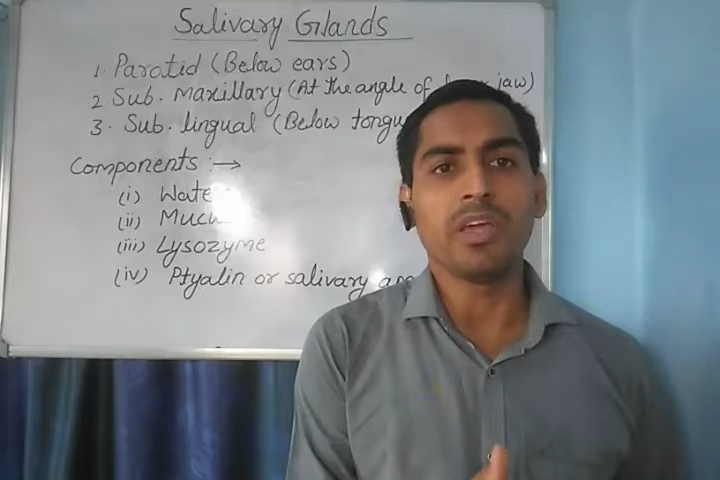 Salivary Glands
1. Parotid (Below ears)
2. Sub. Maxillary (At the angle of jaw)
3. Sub. lingual (Below
Components :→
(i)
(ii)
(iii) Lysozyme
(iv) Ptyalin or salivary